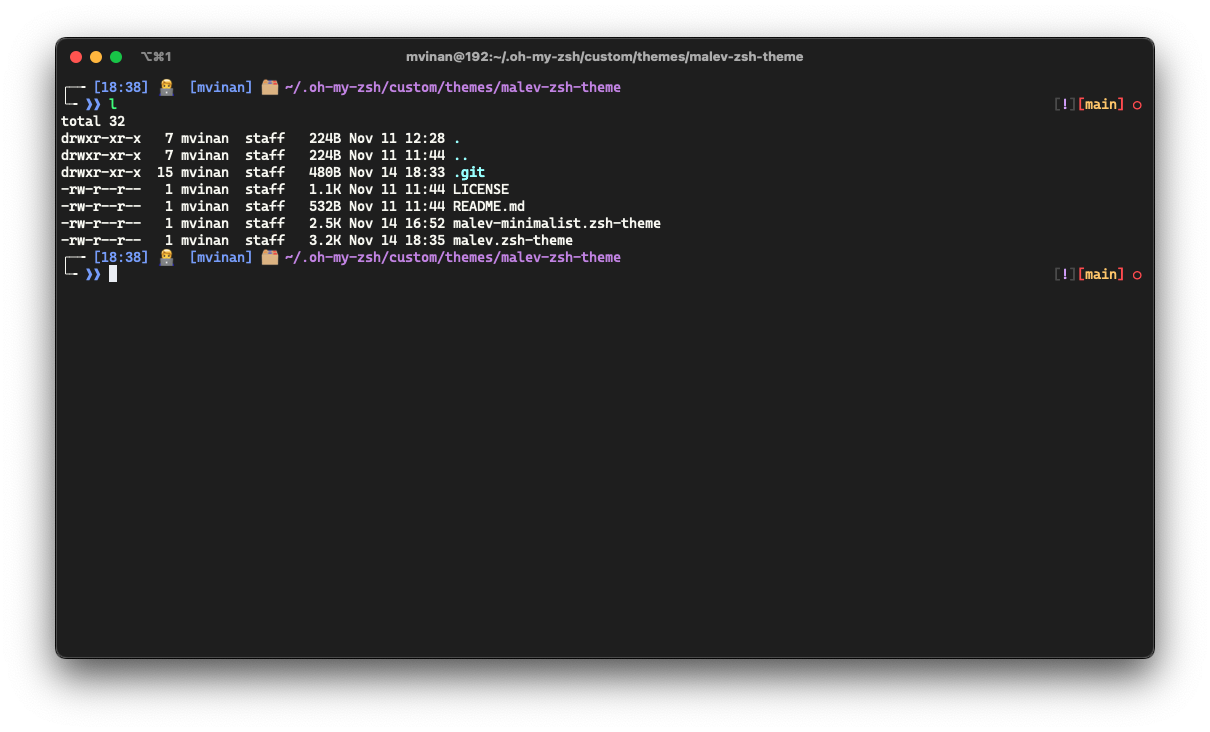 ⌥⌘1 mvinan@192:~/.oh-my-zsh/custom/themes/malev-zsh-theme
╭─╴[18:38] 👨‍💻 [mvinan] 🗂️ ~/.oh-my-zsh/custom/themes/malev-zsh-theme
╰─╴❱❱ l [!][main] ○
total 32
drwxr-xr-x   7 mvinan  staff   224B Nov 11 12:28 .
drwxr-xr-x   7 mvinan  staff   224B Nov 11 11:44 ..
drwxr-xr-x  15 mvinan  staff   480B Nov 14 18:33 .git
-rw-r--r--   1 mvinan  staff   1.1K Nov 11 11:44 LICENSE
-rw-r--r--   1 mvinan  staff   532B Nov 11 11:44 README.md
-rw-r--r--   1 mvinan  staff   2.5K Nov 14 16:52 malev-minimalist.zsh-theme
-rw-r--r--   1 mvinan  staff   3.2K Nov 14 18:35 malev.zsh-theme
╭─╴[18:38] 👨‍💻 [mvinan] 🗂️ ~/.oh-my-zsh/custom/themes/malev-zsh-theme
╰─╴❱❱ [!][main] ○